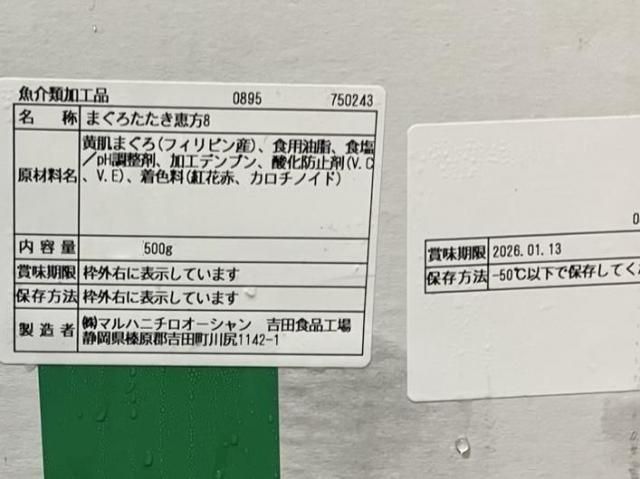 魚介類加工品 0895 750243
名称 まぐろたたき恵方8
原材料名 黄肌まぐろ(フィリピン産)、食用油脂、食塩
／pH調整剤、加工デンプン、酸化防止剤(V.C
、V.E)、着色料(紅花赤、カロチノイド)
内容量 500g
賞味期限 枠外右に表示しています
保存方法 枠外右に表示しています
製造者 ㈱マルハニチロオーシャン 吉田食品工場
静岡県榛原郡吉田町川尻1142-1
賞味期限 2026.01.13
保存方法 -50℃以下で保存してく